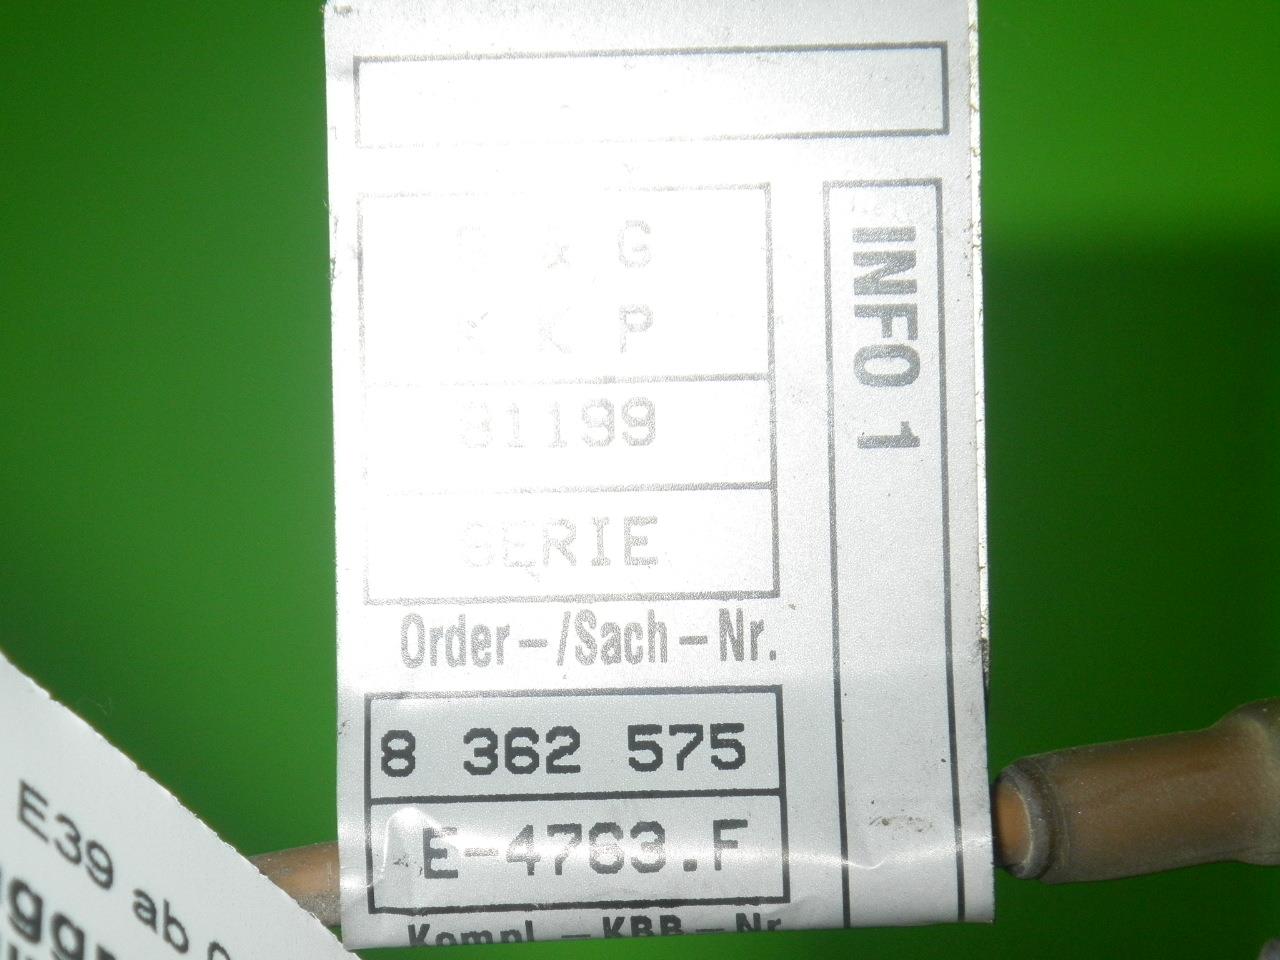 G
K P
81199
SERIE
Order-/Sach-Nr.
8 362 575
E-4763.F
Kompl.-KBB-Nr.
INFO 1
E39 ab